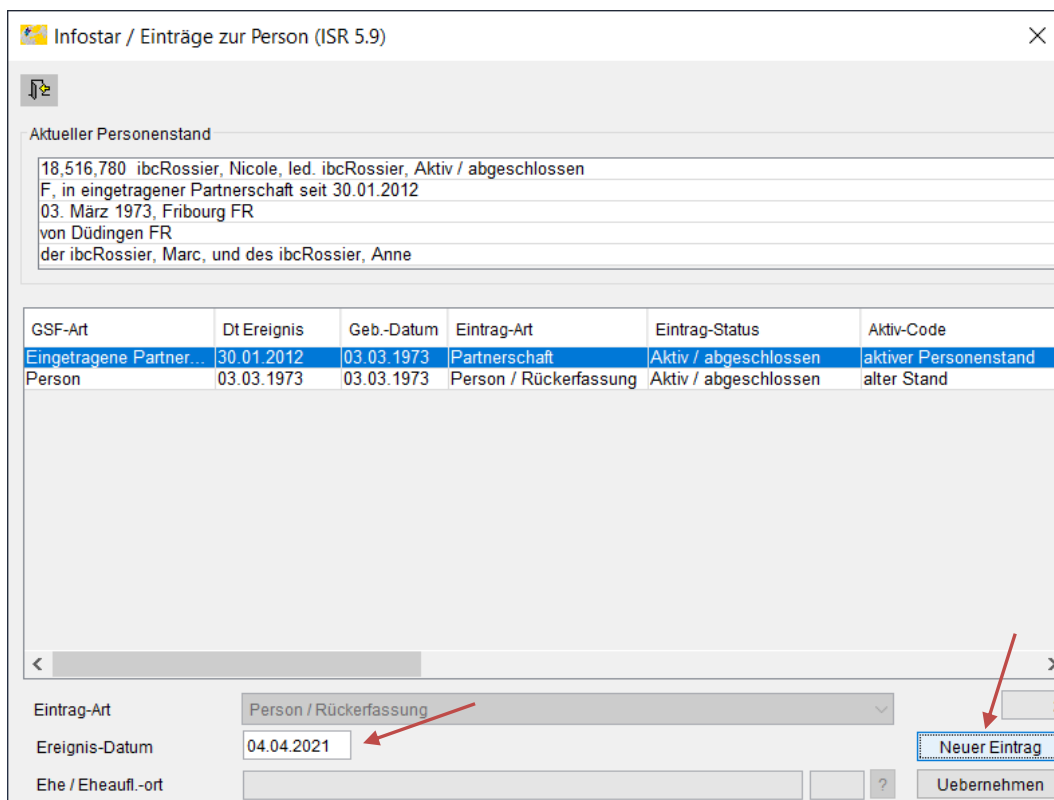 Infostar / Einträge zur Person (ISR 5.9)
Aktueller Personenstand
18,516,780 ibcRossier, Nicole, led. ibcRossier, Aktiv / abgeschlossen
F, in eingetragener Partnerschaft seit 30.01.2012
03. März 1973, Fribourg FR
von Düdingen FR
der ibcRossier, Marc, und des ibcRossier, Anne
GSF-Art Dt Ereignis Geb.-Datum Eintrag-Art Eintrag-Status Aktiv-Code
Eingetragene Partner... 30.01.2012 03.03.1973 Partnerschaft Aktiv / abgeschlossen aktiver Personenstand
Person 03.03.1973 03.03.1973 Person / Rückerfassung Aktiv / abgeschlossen alter Stand
Eintrag-Art Person / Rückerfassung
Ereignis-Datum 04.04.2021 Neuer Eintrag
Ehe / Eheaufl.-ort ? Uebernehmen